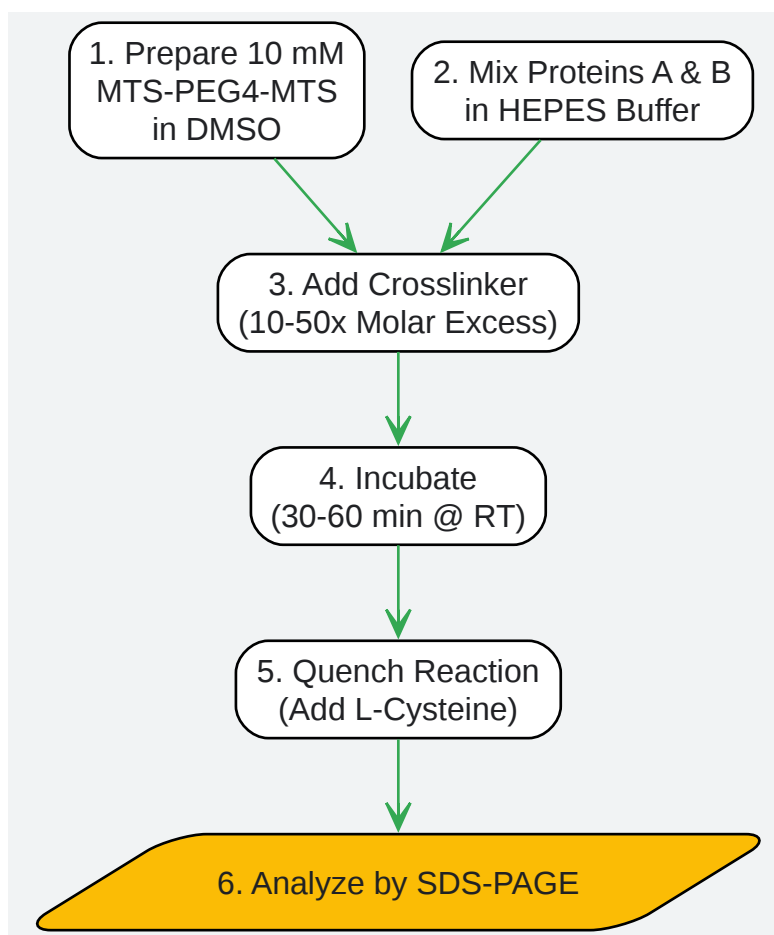 1. Prepare 10 mM
MTS-PEG4-MTS
in DMSO
2. Mix Proteins A & B
in HEPES Buffer
3. Add Crosslinker
(10-50x Molar Excess)
4. Incubate
(30-60 min @ RT)
5. Quench Reaction
(Add L-Cysteine)
6. Analyze by SDS-PAGE